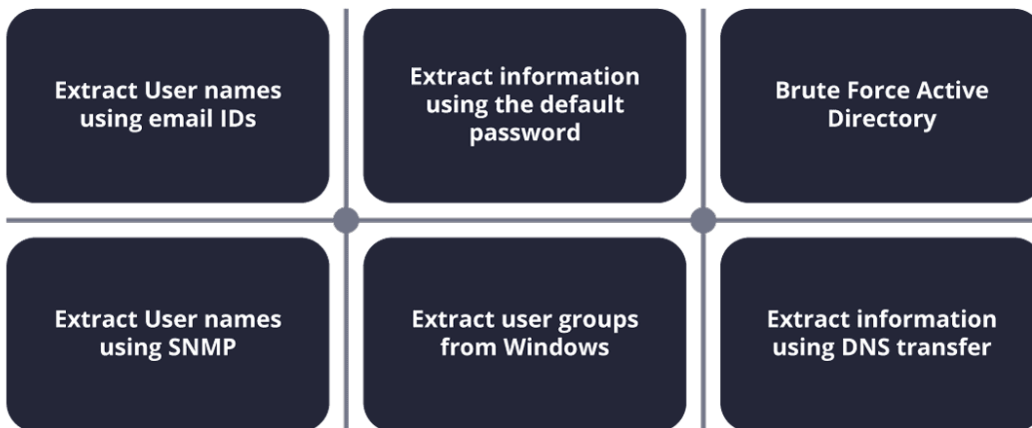 Extract User names
using email IDs
Extract information
using the default
password
Brute Force Active
Directory
Extract User names
using SNMP
Extract user groups
from Windows
Extract information
using DNS transfer